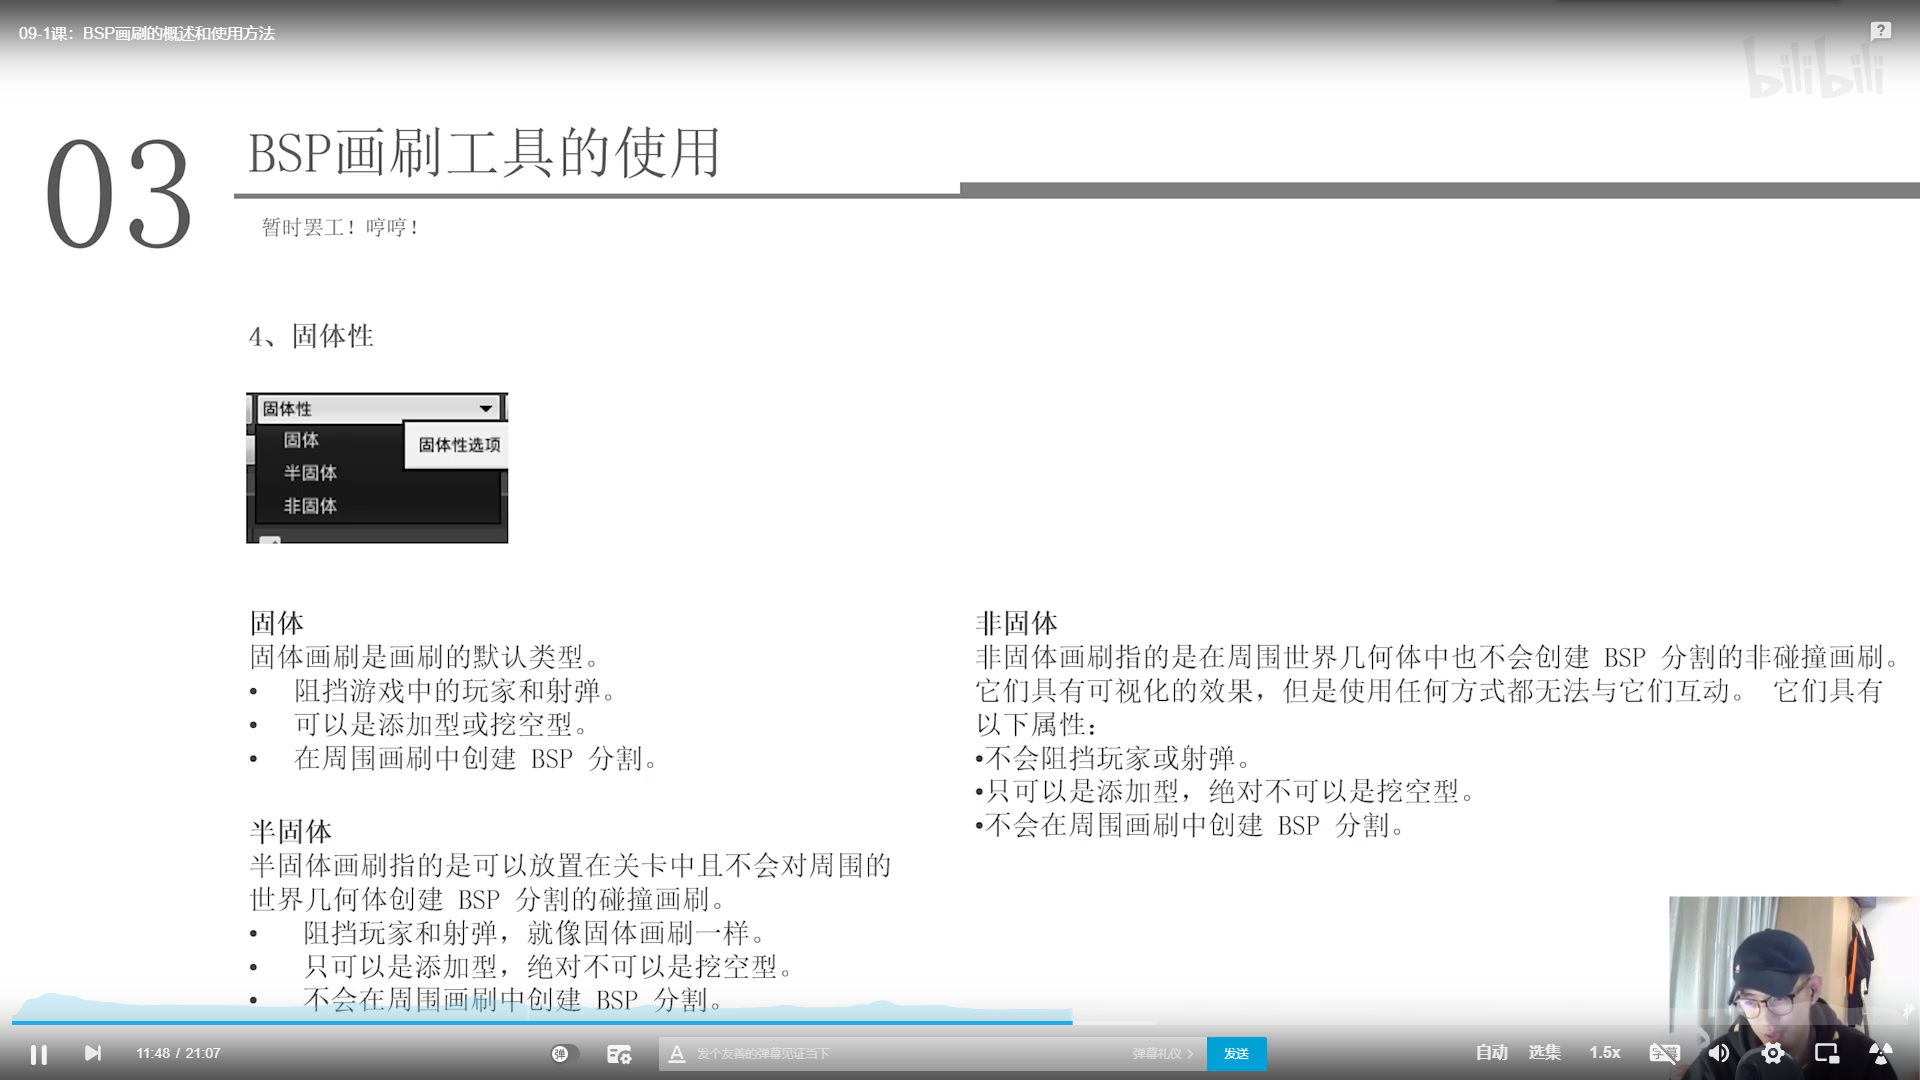 09-1课：BSP画刷的概述和使用方法
bilibili
03
BSP画刷工具的使用
暂时罢工！哼哼！
4、固体性
固体性
固体
固体性选项
半固体
非固体
固体
固体画刷是画刷的默认类型。
• 阻挡游戏中的玩家和射弹。
• 可以是添加型或挖空型。
• 在周围画刷中创建 BSP 分割。
半固体
半固体画刷指的是可以放置在关卡中且不会对周围的
世界几何体创建 BSP 分割的碰撞画刷。
• 阻挡玩家和射弹，就像固体画刷一样。
• 只可以是添加型，绝对不可以是挖空型。
• 不会在周围画刷中创建 BSP 分割。
非固体
非固体画刷指的是在周围世界几何体中也不会创建 BSP 分割的非碰撞画刷。
它们具有可视化的效果，但是使用任何方式都无法与它们互动。 它们具有
以下属性：
•不会阻挡玩家或射弹。
•只可以是添加型，绝对不可以是挖空型。
•不会在周围画刷中创建 BSP 分割。
11:48 / 21:07
弹
发个友善的弹幕见证当下
弹幕礼仪 >
发送
自动
选集
1.5x
字幕